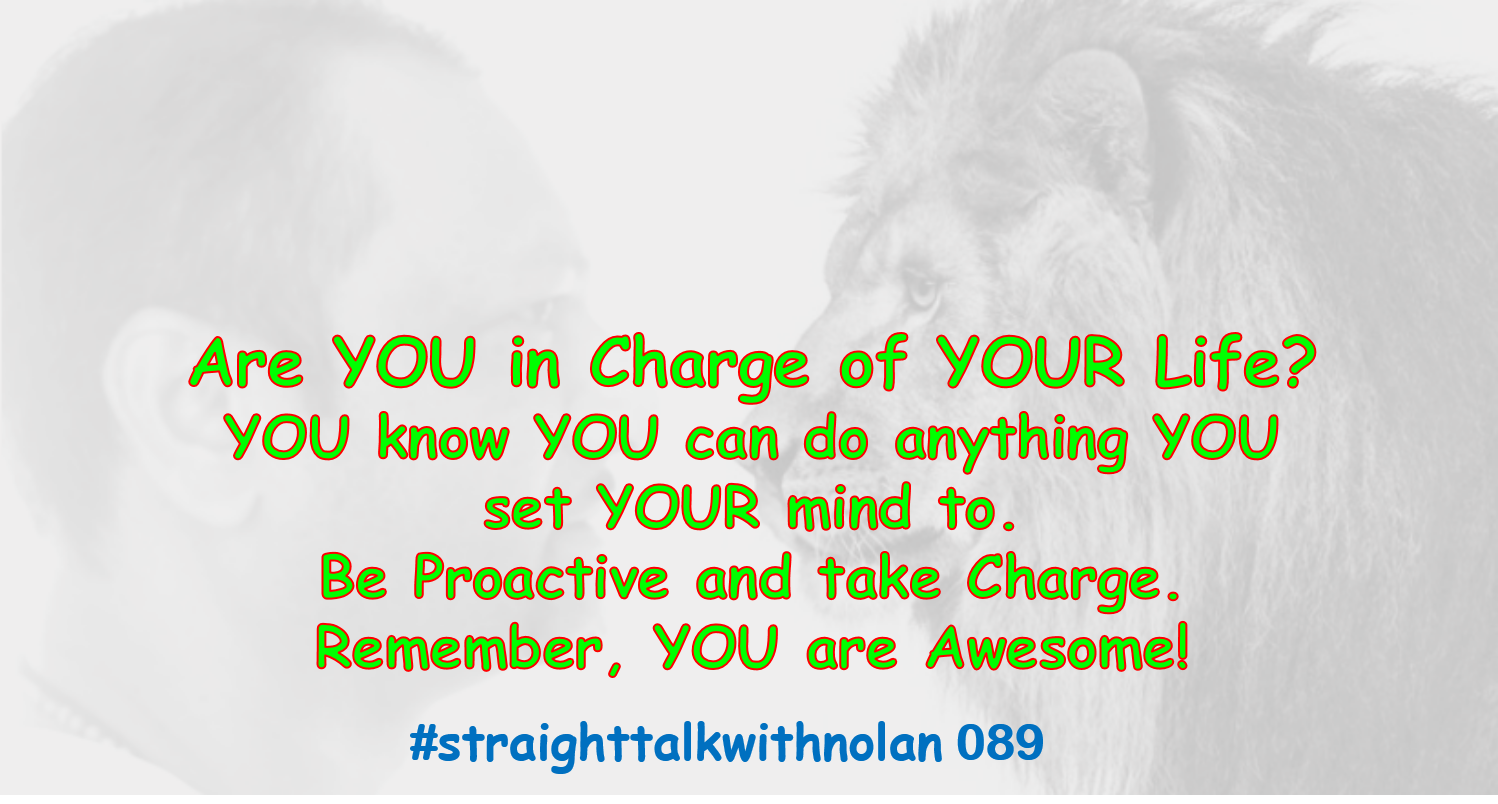 Are YOU in Charge of YOUR Life?
YOU know YOU can do anything YOU
set YOUR mind to.
Be Proactive and take Charge.
Remember, YOU are Awesome!
#straighttalkwithnolan 089